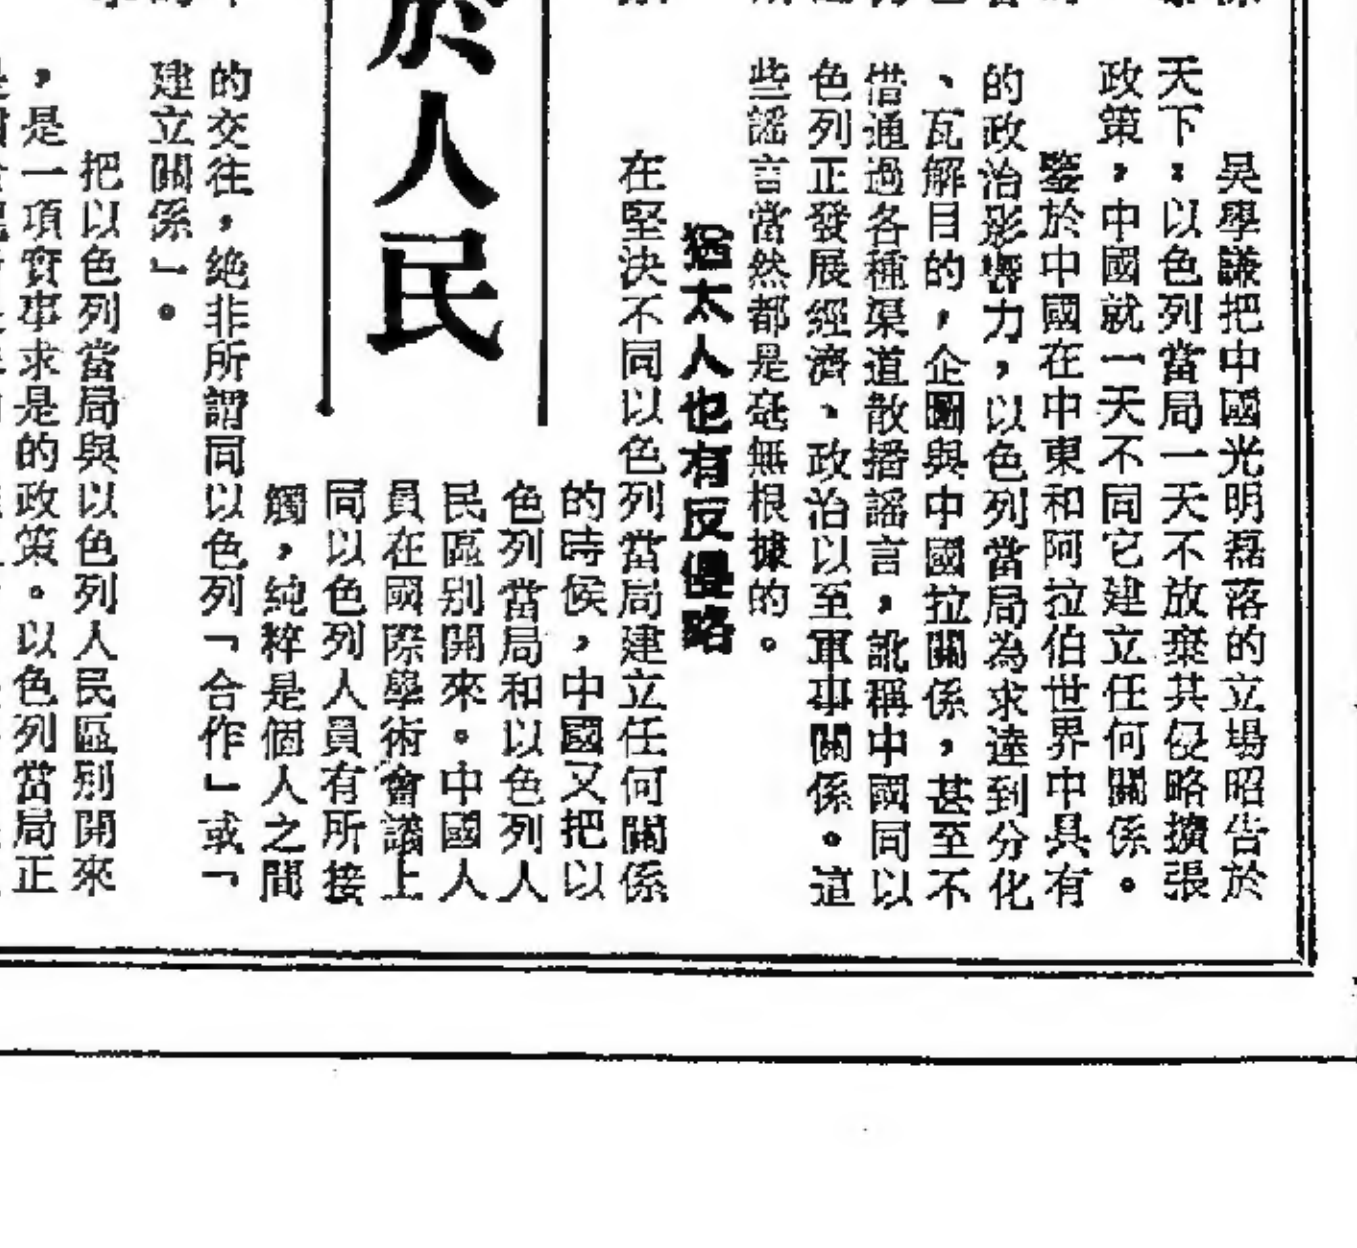 吳學謙把中國光明磊落的立場昭告於
天下：以色列當局一天不放棄其侵略擴張
政策，中國就一天不同它建立任何關係。
鑒於中國在中東和阿拉伯世界中具有
的政治影響力，以色列當局為求達到分化
、瓦解目的，企圖與中國拉關係，甚至不
借通過各種渠道散播謠言，訛稱中國同以
色列正發展經濟、政治以至軍事關係。這
些謠言當然都是毫無根據的。
猶太人也有反侵略
在堅決不同以色列當局建立任何關係
的時候，中國又把以
色列當局和以色列人
民區別開來。中國人
員在國際學術會議上
同以色列人員有所接
觸，純粹是個人之間
於人民
的交往，絕非所謂同以色列「合作」或「
建立關係」。
把以色列當局與以色列人民區別開來
，是一項實事求是的政策。以色列當局正